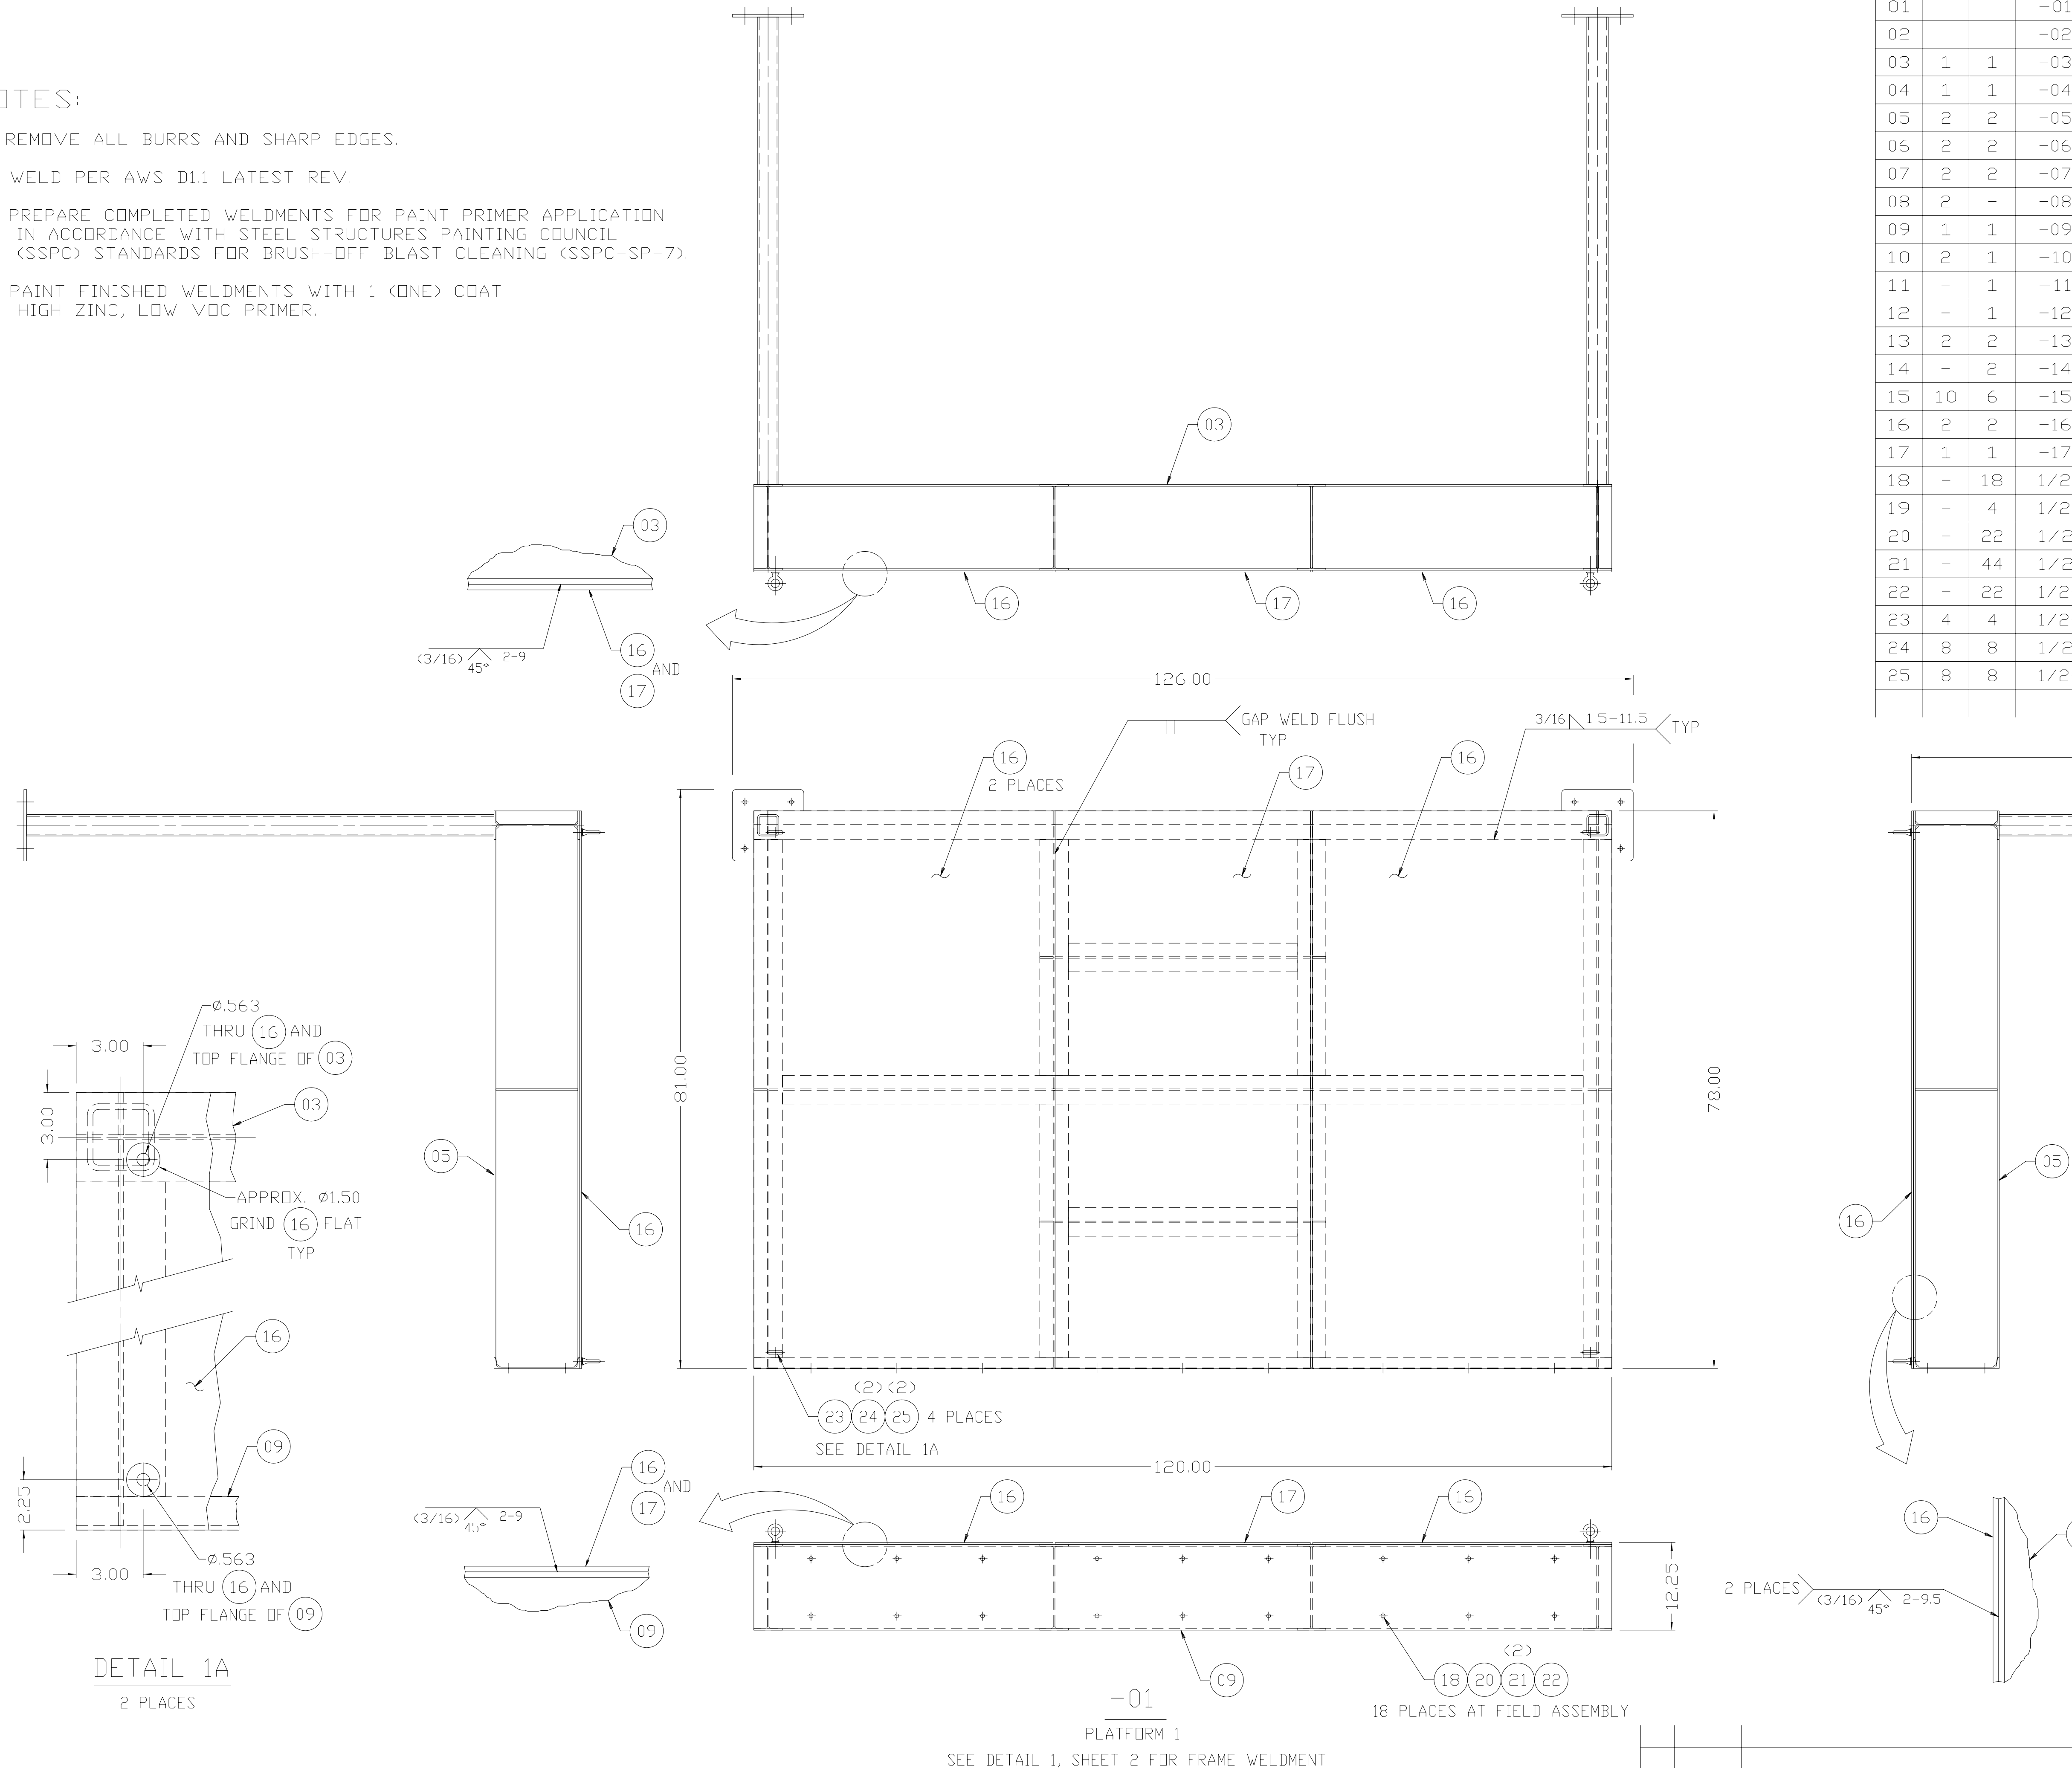 OTES:
REMOVE ALL BURRS AND SHARP EDGES.
WELD PER AWS D1.1 LATEST REV.
PREPARE COMPLETED WELDMENTS FOR PAINT PRIMER APPLICATION
IN ACCORDANCE WITH STEEL STRUCTURES PAINTING COUNCIL
(SSPC) STANDARDS FOR BRUSH-OFF BLAST CLEANING (SSPC-SP-7).
PAINT FINISHED WELDMENTS WITH 1 (ONE) COAT
HIGH ZINC, LOW VOC PRIMER.
01 -01
02 -02
03 1 1 -03
04 1 1 -04
05 2 2 -05
06 2 2 -06
07 2 2 -07
08 2 - -08
09 1 1 -09
10 2 1 -10
11 - 1 -11
12 - 1 -12
13 2 2 -13
14 - 2 -14
15 10 6 -15
16 2 2 -16
17 1 1 -17
18 - 18 1/2
19 - 4 1/2
20 - 22 1/2
21 - 44 1/2
22 - 22 1/2
23 4 4 1/2
24 8 8 1/2
25 8 8 1/2
03
03
16
17
16
(3/16) 45° 2-9
16
AND
17
126.00
GAP WELD FLUSH
TYP
3/16 1.5-11.5 TYP
16
2 PLACES
17
16
81.00
78.00
05
16
05
16
Ø.563
THRU 16 AND
TOP FLANGE OF 03
3.00
3.00
03
APPROX. Ø1.50
GRIND 16 FLAT
TYP
16
09
2.25
3.00
Ø.563
THRU 16 AND
TOP FLANGE OF 09
DETAIL 1A
2 PLACES
(2) (2)
23 24 25 4 PLACES
SEE DETAIL 1A
120.00
16
AND
17
(3/16) 45° 2-9
09
16
17
16
12.25
09
(2)
18 20 21 22
18 PLACES AT FIELD ASSEMBLY
16
2 PLACES (3/16) 45° 2-9.5
-01
PLATFORM 1
SEE DETAIL 1, SHEET 2 FOR FRAME WELDMENT